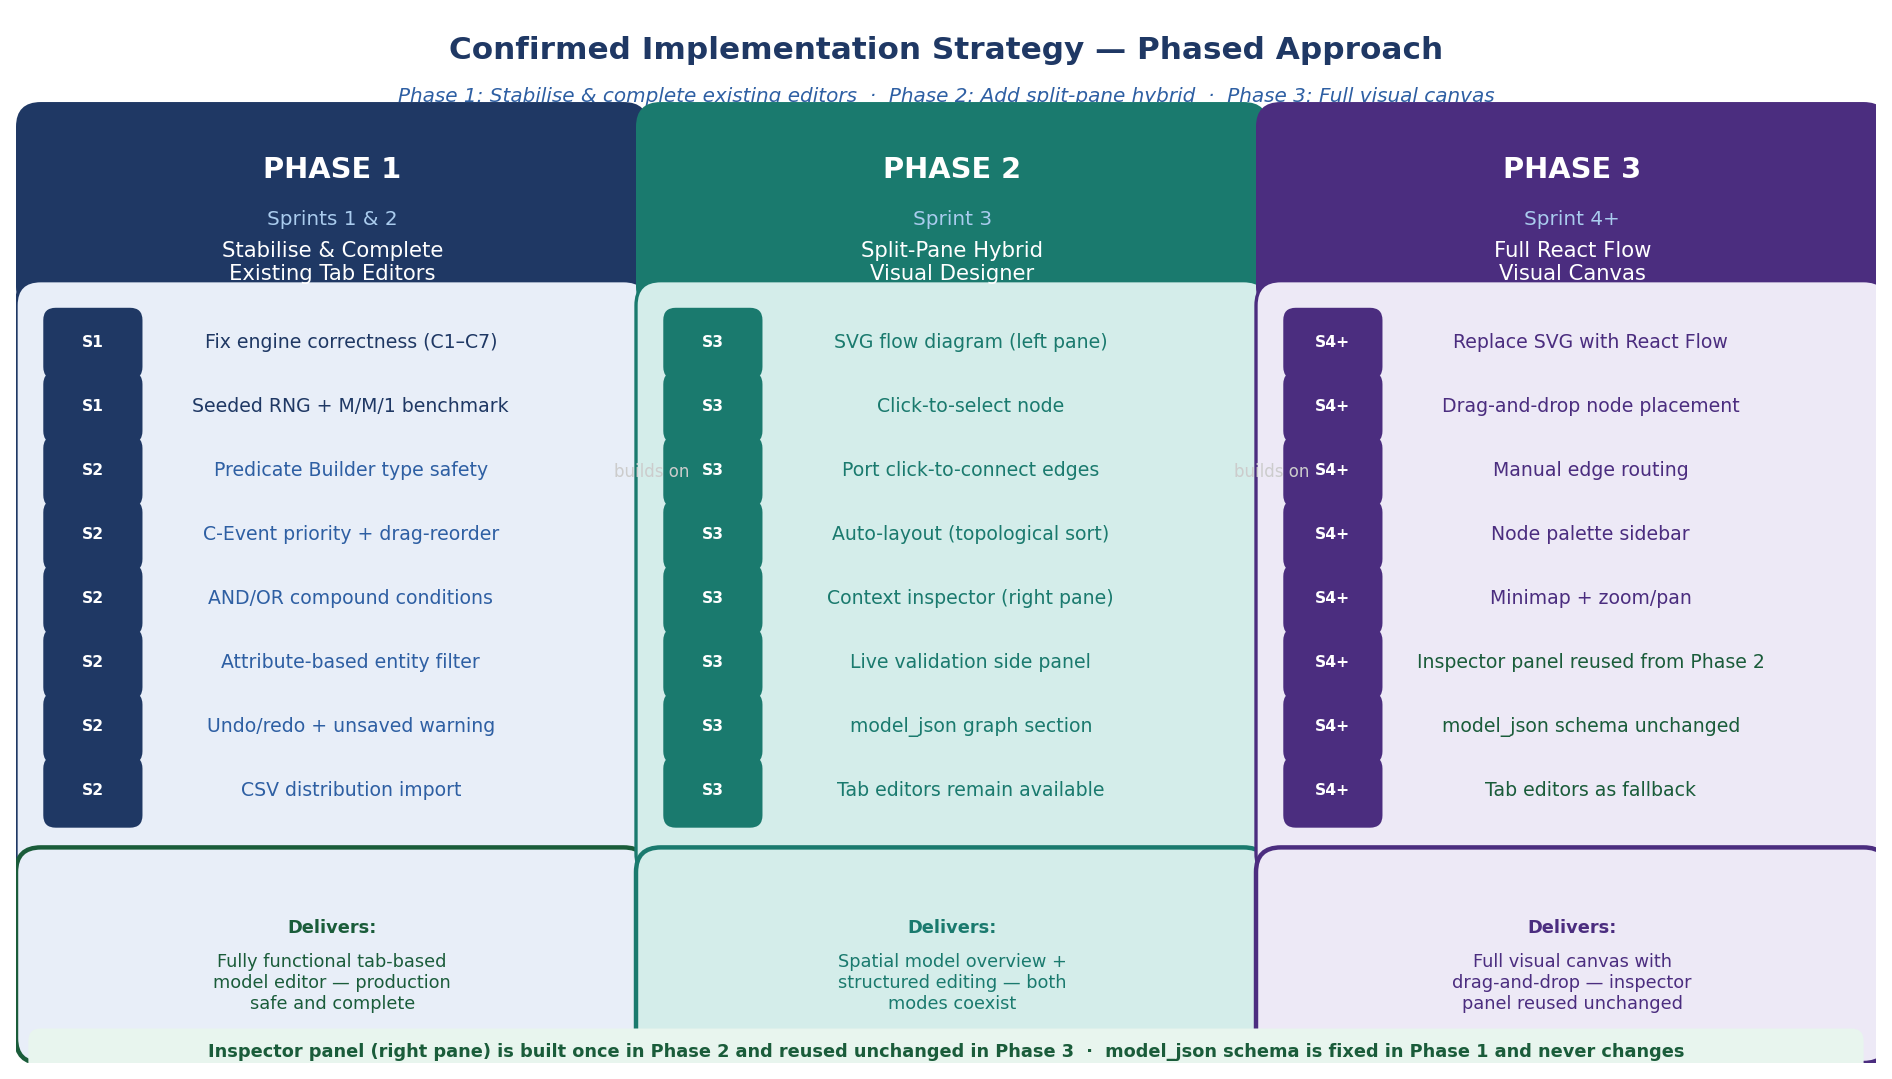 Confirmed Implementation Strategy — Phased Approach
Phase 1: Stabilise & complete existing editors · Phase 2: Add split-pane hybrid · Phase 3: Full visual canvas
PHASE 1
Sprints 1 & 2
Stabilise & Complete
Existing Tab Editors
S1 Fix engine correctness (C1–C7)
S1 Seeded RNG + M/M/1 benchmark
S2 Predicate Builder type safety
S2 C-Event priority + drag-reorder
S2 AND/OR compound conditions
S2 Attribute-based entity filter
S2 Undo/redo + unsaved warning
S2 CSV distribution import
Delivers:
Fully functional tab-based
model editor — production
safe and complete
builds on
PHASE 2
Sprint 3
Split-Pane Hybrid
Visual Designer
S3 SVG flow diagram (left pane)
S3 Click-to-select node
S3 Port click-to-connect edges
S3 Auto-layout (topological sort)
S3 Context inspector (right pane)
S3 Live validation side panel
S3 model_json graph section
S3 Tab editors remain available
Delivers:
Spatial model overview +
structured editing — both
modes coexist
builds on
PHASE 3
Sprint 4+
Full React Flow
Visual Canvas
S4+ Replace SVG with React Flow
S4+ Drag-and-drop node placement
S4+ Manual edge routing
S4+ Node palette sidebar
S4+ Minimap + zoom/pan
S4+ Inspector panel reused from Phase 2
S4+ model_json schema unchanged
S4+ Tab editors as fallback
Delivers:
Full visual canvas with
drag-and-drop — inspector
panel reused unchanged
Inspector panel (right pane) is built once in Phase 2 and reused unchanged in Phase 3 · model_json schema is fixed in Phase 1 and never changes